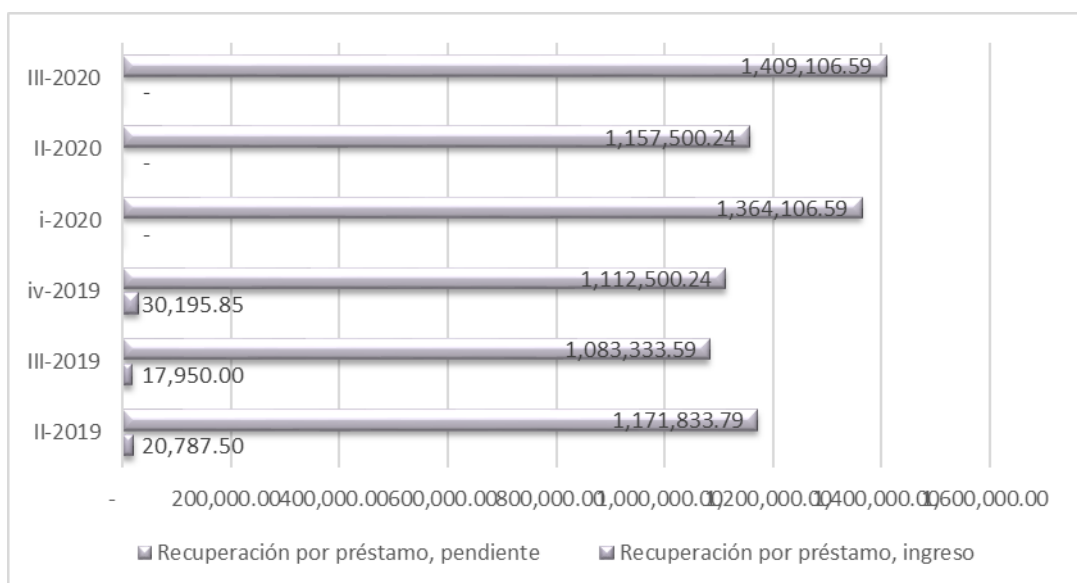 III-2020
1,409,106.59
-
II-2020
1,157,500.24
-
i-2020
1,364,106.59
-
iv-2019
1,112,500.24
30,195.85
III-2019
1,083,333.59
17,950.00
II-2019
1,171,833.79
20,787.50
- 200,000.00 400,000.00 600,000.00 800,000.00 1,000,000.00 1,200,000.00 1,400,000.00 1,600,000.00
Recuperación por préstamo, pendiente Recuperación por préstamo, ingreso